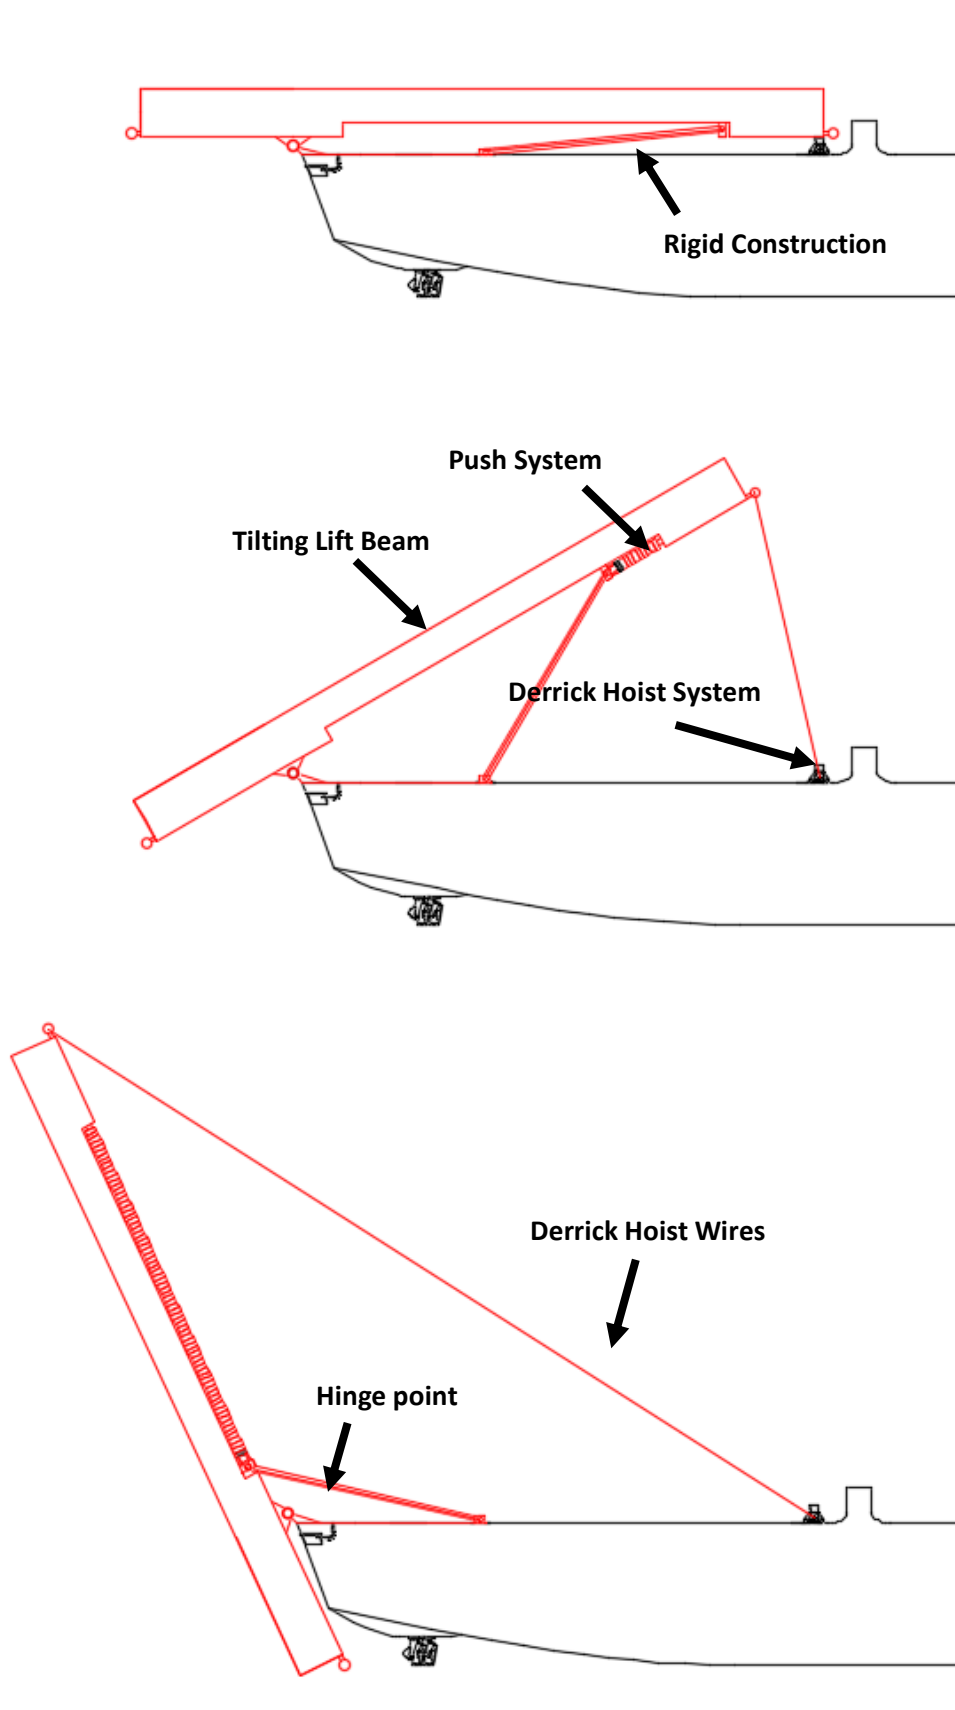 Rigid Construction
Push System
Tilting Lift Beam
Derrick Hoist System
Derrick Hoist Wires
Hinge point